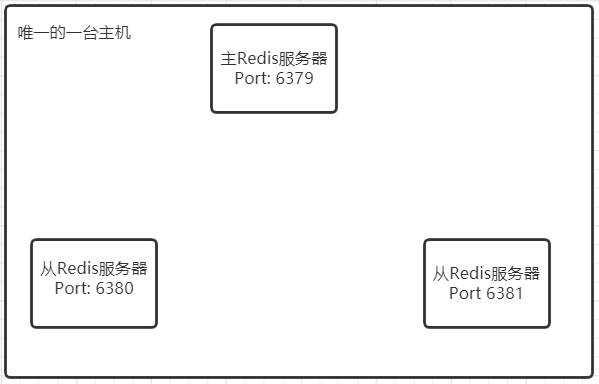 唯一的一台主机
主Redis服务器
Port: 6379
从Redis服务器
Port: 6380
从Redis服务器
Port 6381